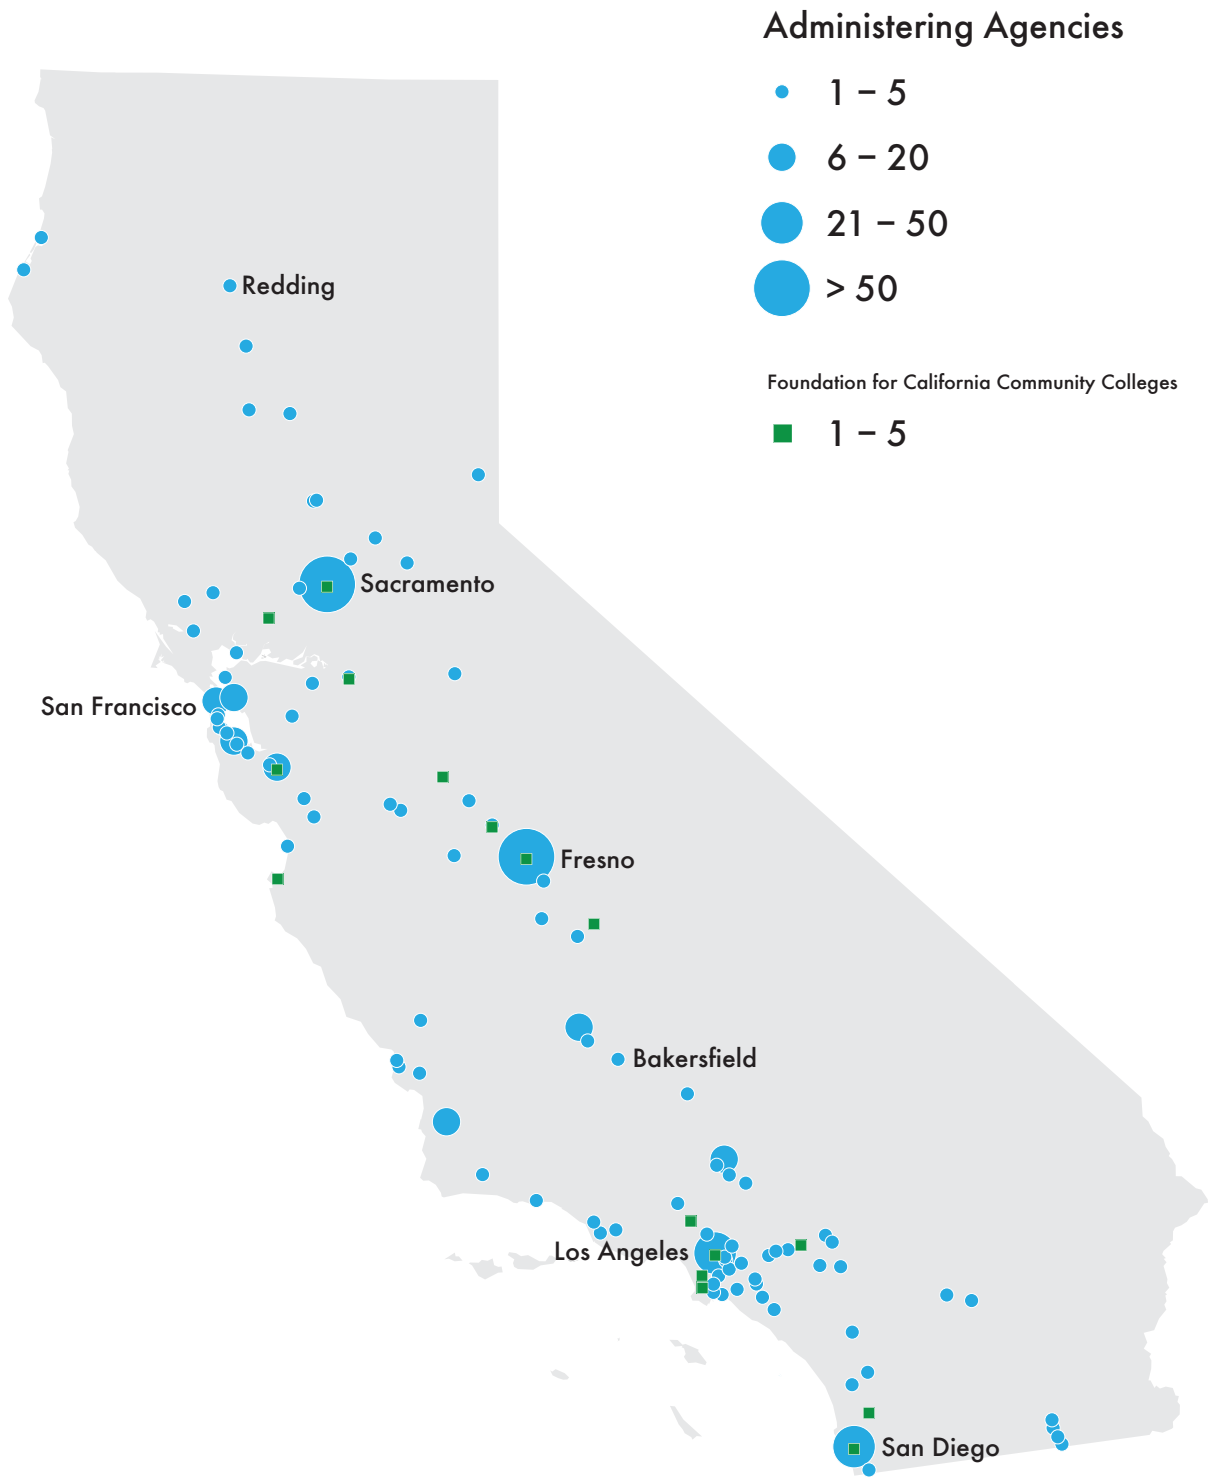 Administering Agencies
1 – 5
6 – 20
21 – 50
> 50
Foundation for California Community Colleges
1 – 5
Redding
Sacramento
San Francisco
Fresno
Bakersfield
Los Angeles
San Diego